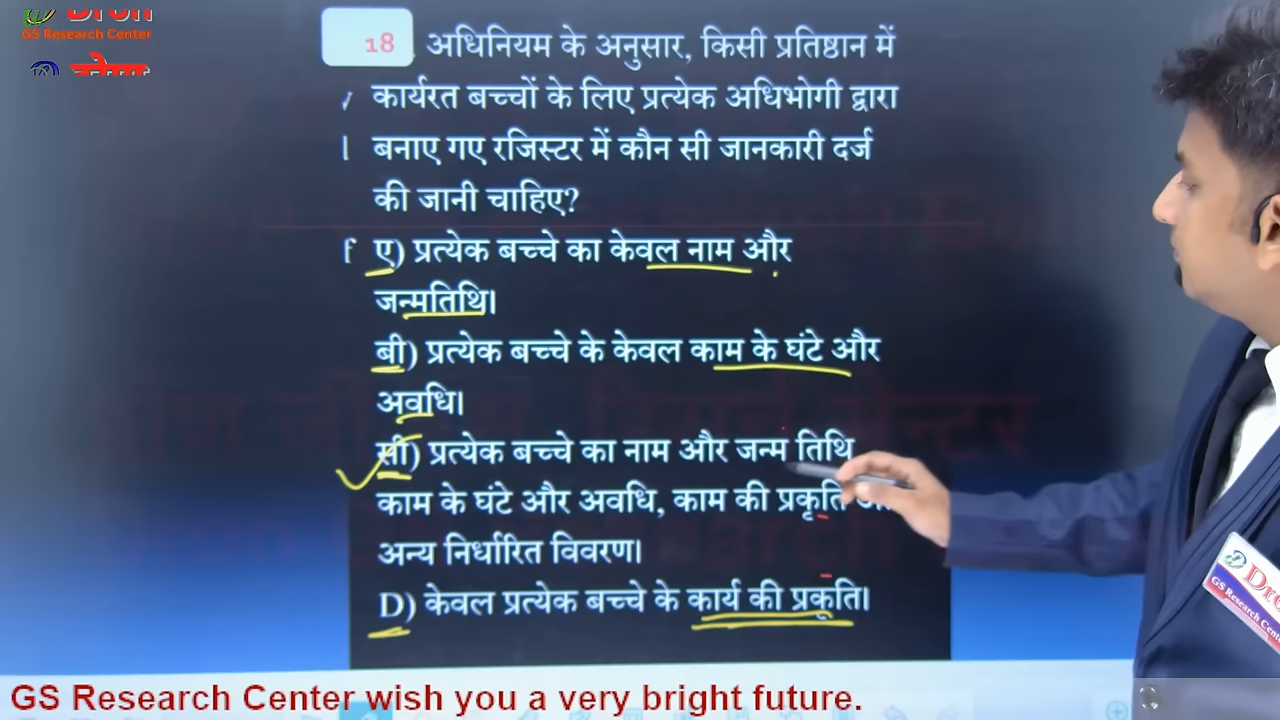 GS Research Center
18
अधिनियम के अनुसार, किसी प्रतिष्ठान में
कार्यरत बच्चों के लिए प्रत्येक अधिभोगी द्वारा
बनाए गए रजिस्टर में कौन सी जानकारी दर्ज
की जानी चाहिए?
ए) प्रत्येक बच्चे का केवल नाम और
जन्मतिथि।
बी) प्रत्येक बच्चे के केवल काम के घंटे और
अवधि।
सी) प्रत्येक बच्चे का नाम और जन्म तिथि
काम के घंटे और अवधि, काम की प्रकृति
अन्य निर्धारित विवरण।
D) केवल प्रत्येक बच्चे के कार्य की प्रकृति।
GS Research Center wish you a very bright future.